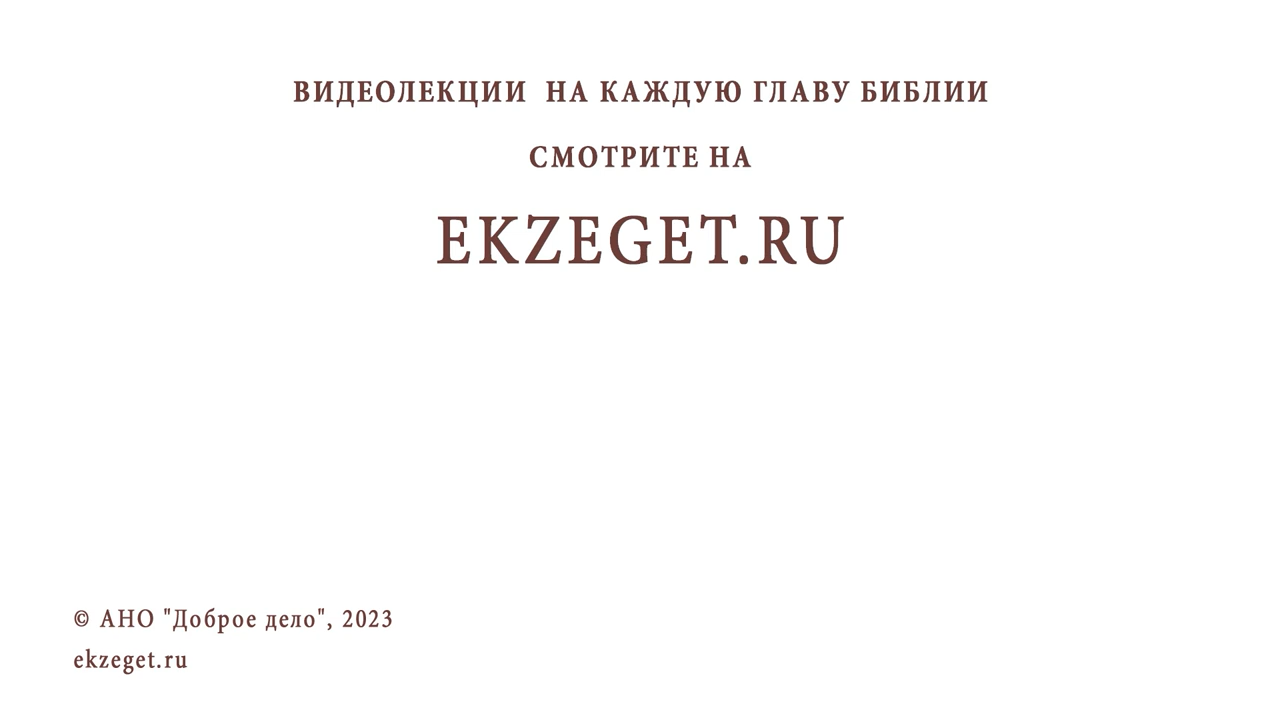 ВИДЕОЛЕКЦИИ НА КАЖДУЮ ГЛАВУ БИБЛИИ
СМОТРИТЕ НА
EKZEGET.RU
© АНО "Доброе дело", 2023
ekzeget.ru